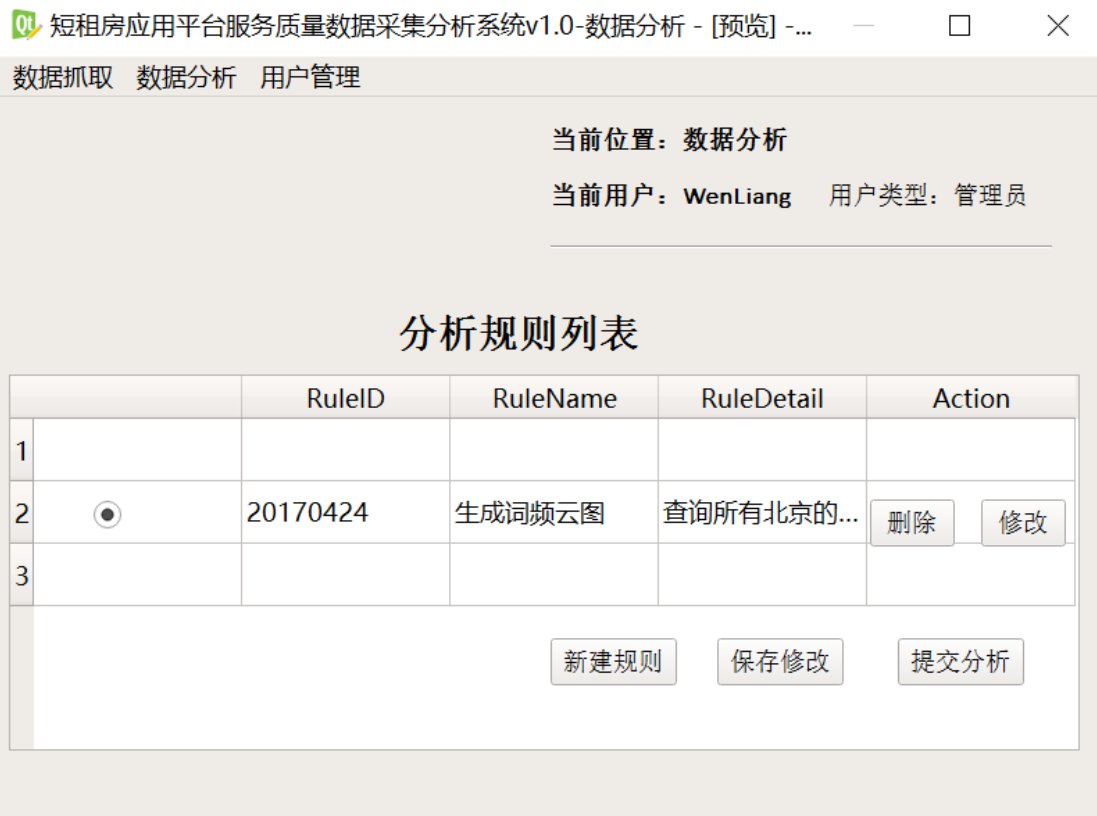 短租房应用平台服务质量数据采集分析系统v1.0-数据分析 - [预览] -...
数据抓取 数据分析 用户管理
当前位置：数据分析
当前用户：WenLiang 用户类型：管理员
分析规则列表
RuleID RuleName RuleDetail Action
1
2 20170424 生成词频云图 查询所有北京的... 删除 修改
3
新建规则 保存修改 提交分析